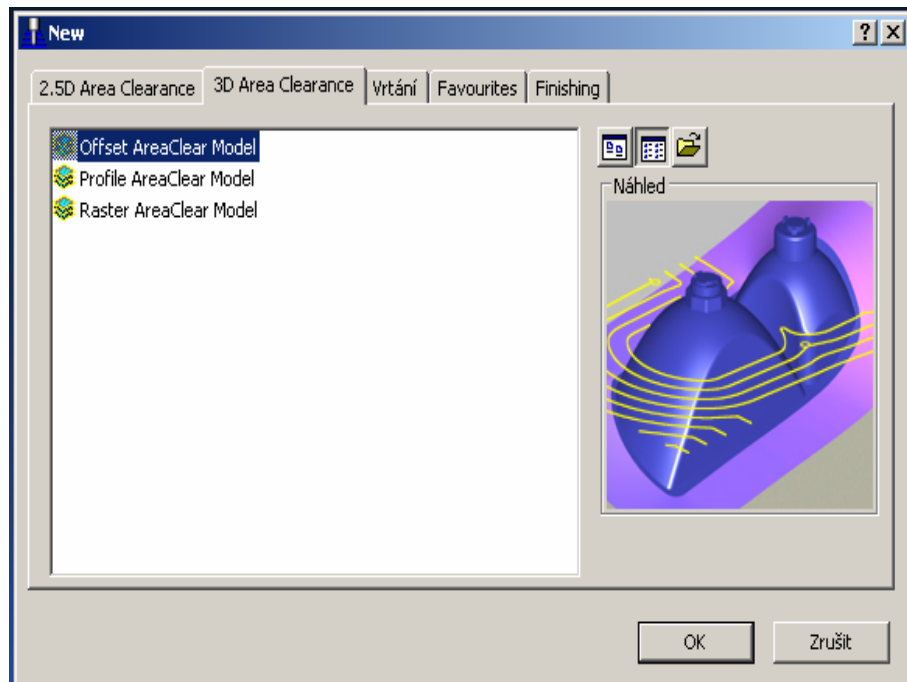 New
2.5D Area Clearance 3D Area Clearance Vrtání Favourites Finishing
Offset AreaClear Model
Profile AreaClear Model
Raster AreaClear Model
Náhled
OK Zrušit